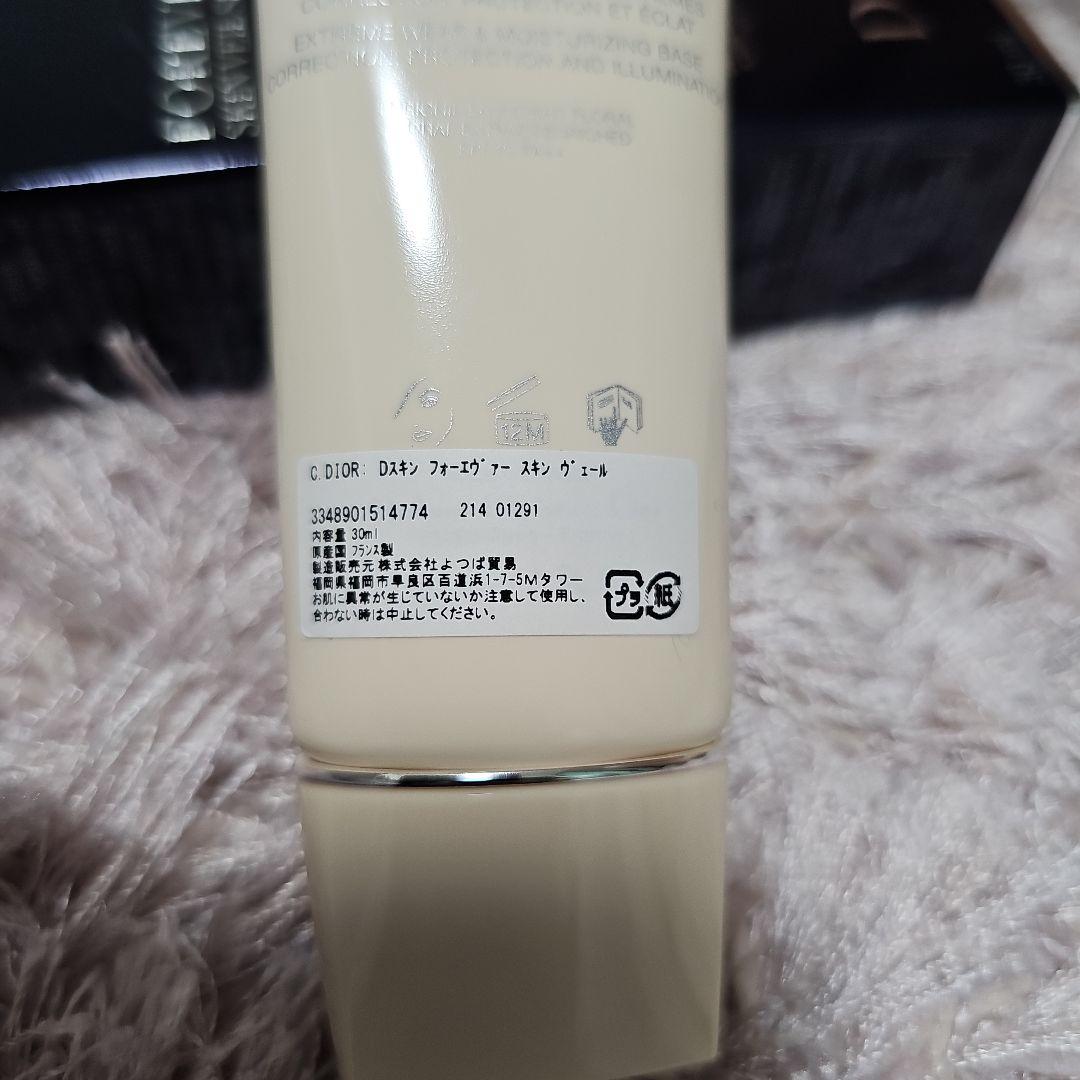 CORRECTION, PROTECTION ET ÉCLAT
EXTREME WEAR & MOISTURIZING BASE
CORRECTION, PROTECTION AND ILLUMINATION
FLORAL
12M
C.DIOR: Dスキン フォーエヴァー スキン ヴェール
3348901514774 214 01291
内容量 30ml
原産国 フランス製
製造販売元 株式会社よつば貿易
福岡県福岡市早良区百道浜1-7-5Mタワー
お肌に異常が生じていないか注意して使用し、
合わない時は中止してください。
プラ 紙